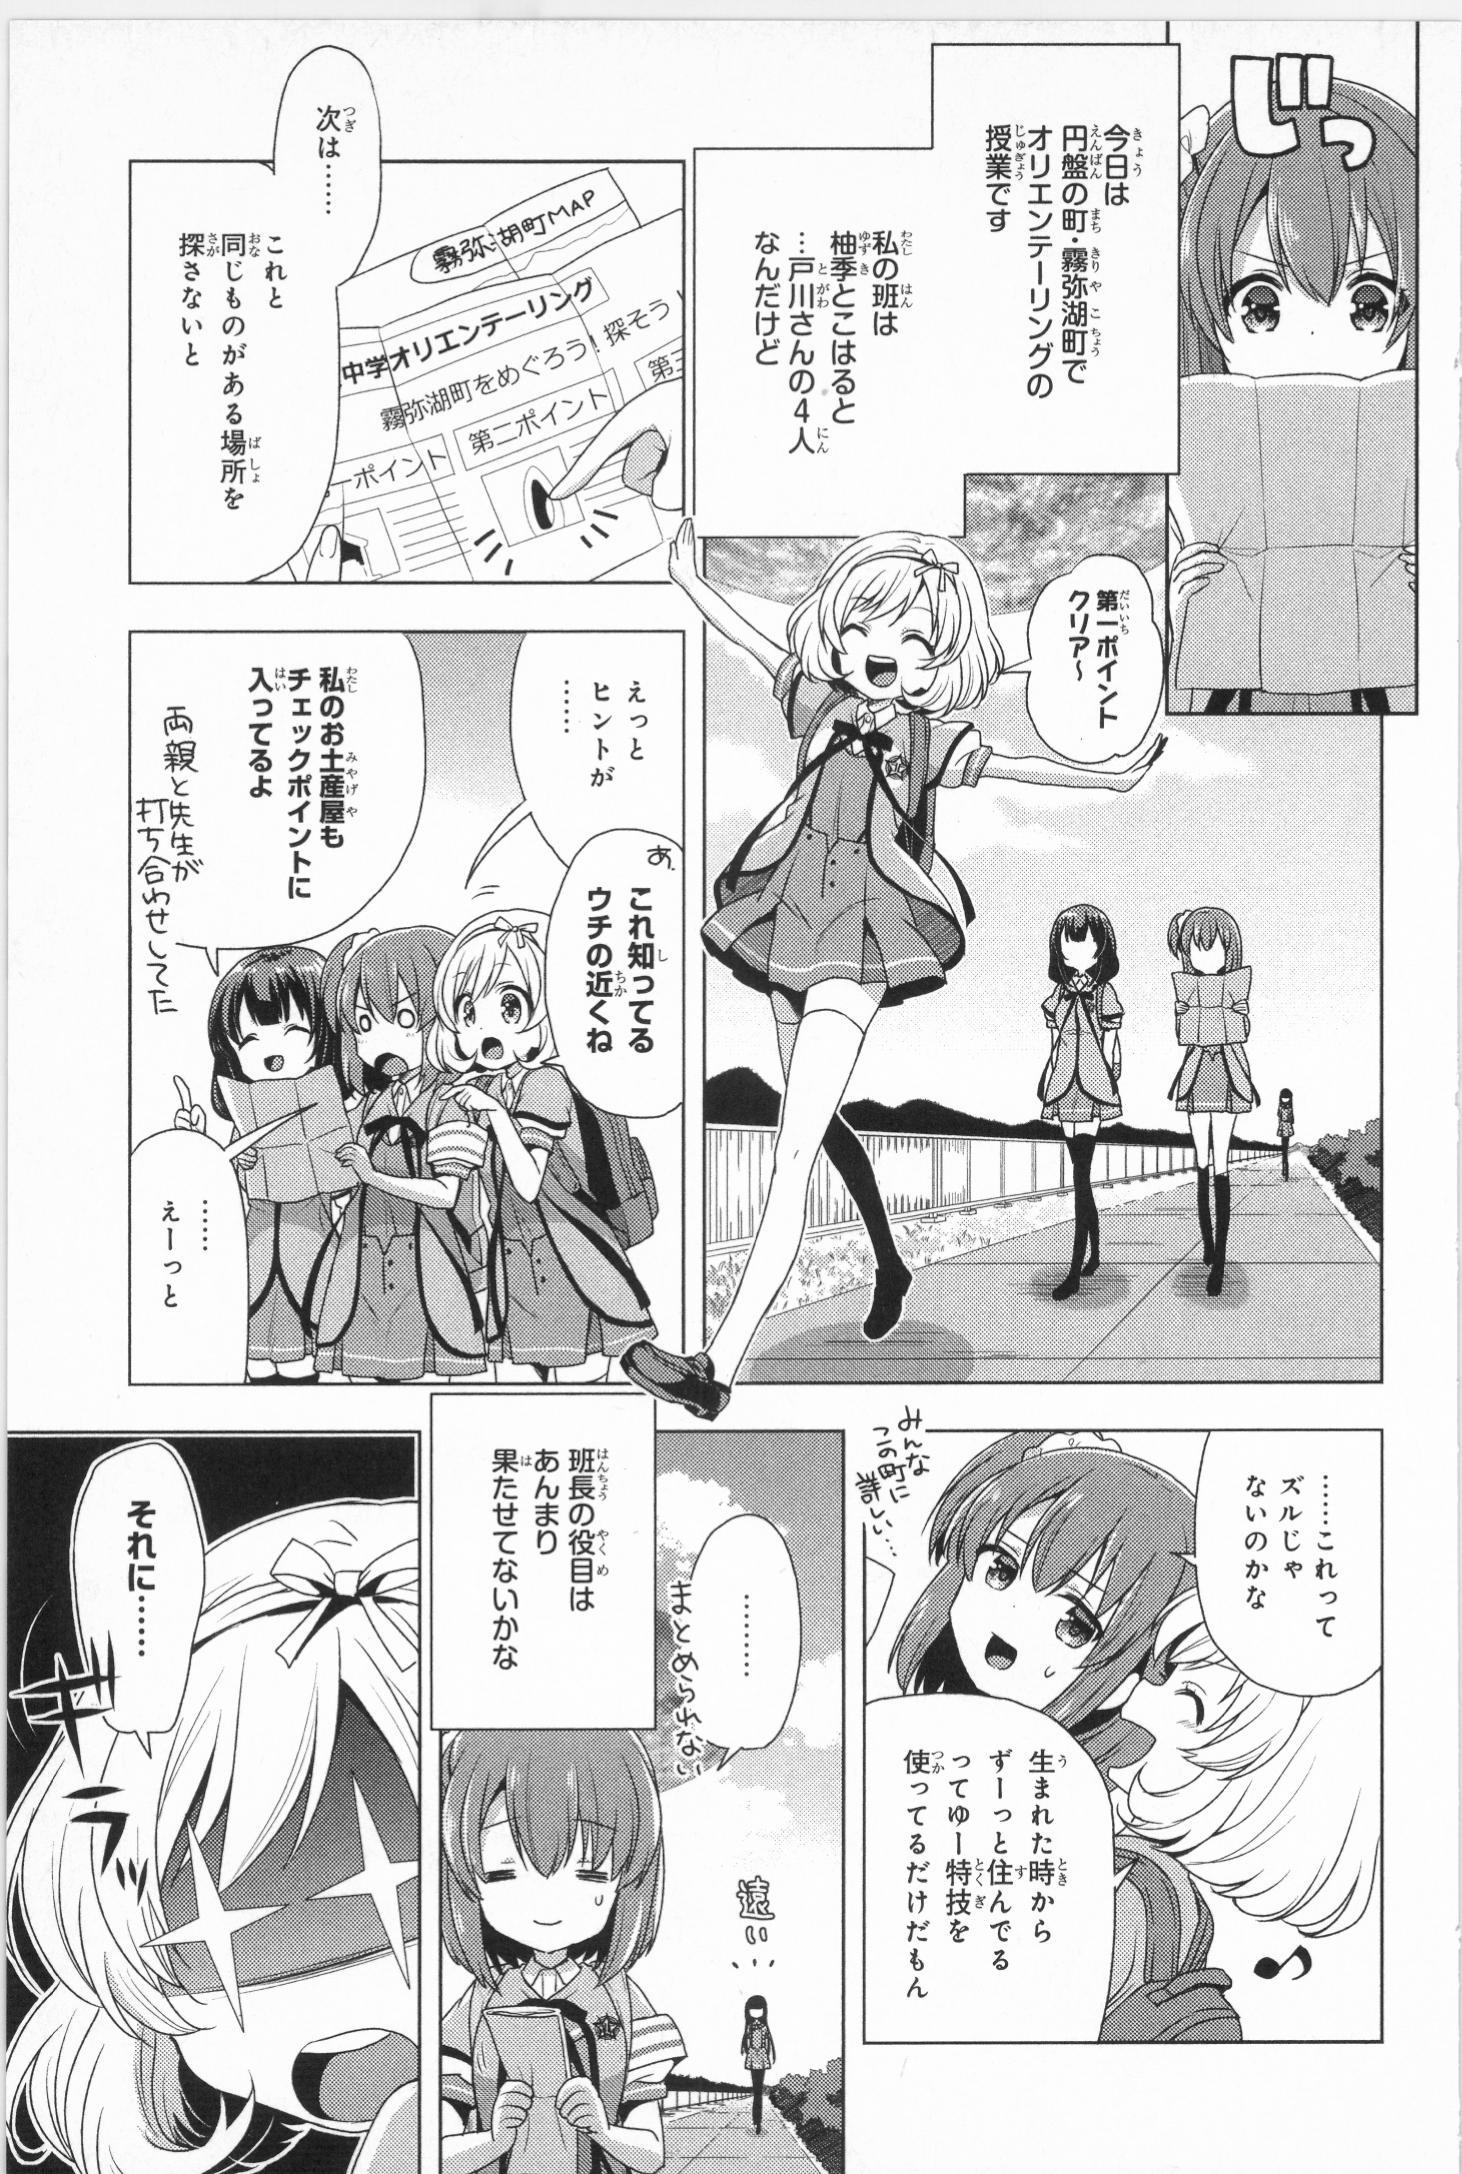 じっ
今日は
円盤の町・霧弥湖町で
オリエンテーリングの
授業です
私の班は
柚季とこはると
…戸川さんの4人
なんだけど
次は……
霧弥湖町MAP
中学オリエンテーリング
霧弥湖町をめぐろう!探そう!
ーポイント
第二ポイント
第三
これと
同じものがある場所を
探さないと
第一ポイント
クリア〜
えっと
ヒントが
……
あ、
これ知ってる
ウチの近くね
私のお土産屋も
チェックポイントに
入ってるよ
両親と先生が
打ち合わせしてた
……
えーっと
……これって
ズルじゃ
ないのかな
みんな
この町に
詳しい…
生まれた時から
ずーっと住んでる
ってゆー特技を
使ってるだけだもん
………
まとめられない
遠い…
班長の役目は
あんまり
果たせてないかな
それに……
ギラッ